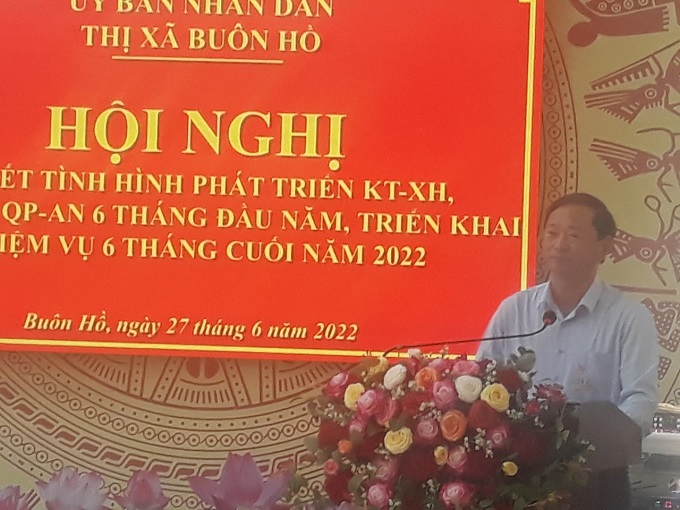 ỦY BAN NHÂN DÂN
THỊ XÃ BUÔN HỒ
HỘI NGHỊ
TÌNH HÌNH PHÁT TRIỂN KT-XH,
QP-AN 6 THÁNG ĐẦU NĂM, TRIỂN KHAI
VỤ 6 THÁNG CUỐI NĂM 2022
Buôn Hồ, ngày 27 tháng 6 năm 2022